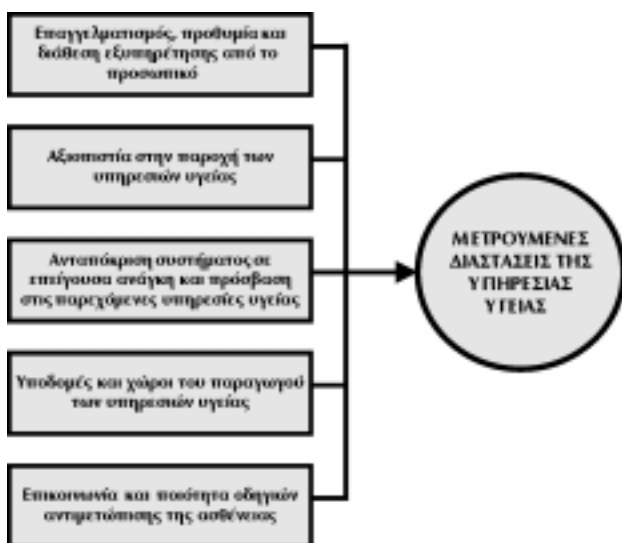 Επαγγελματισμός, προθυμία και
διάθεση εξυπηρέτησης από το
προσωπικό
Αξιοπιστία στην παροχή των
υπηρεσιών υγείας
Ανταπόκριση συστήματος σε
επείγουσα ανάγκη και πρόσβαση
στις παρεχόμενες υπηρεσίες υγείας
Υποδομές και χώροι του παραγωγού
των υπηρεσιών υγείας
Επικοινωνία και ποιότητα οδηγιών
αντιμετώπισης της ασθένειας
ΜΕΤΡΟΥΜΕΝΕΣ
ΔΙΑΣΤΑΣΕΙΣ ΤΗΣ
ΥΠΗΡΕΣΙΑΣ
ΥΓΕΙΑΣ